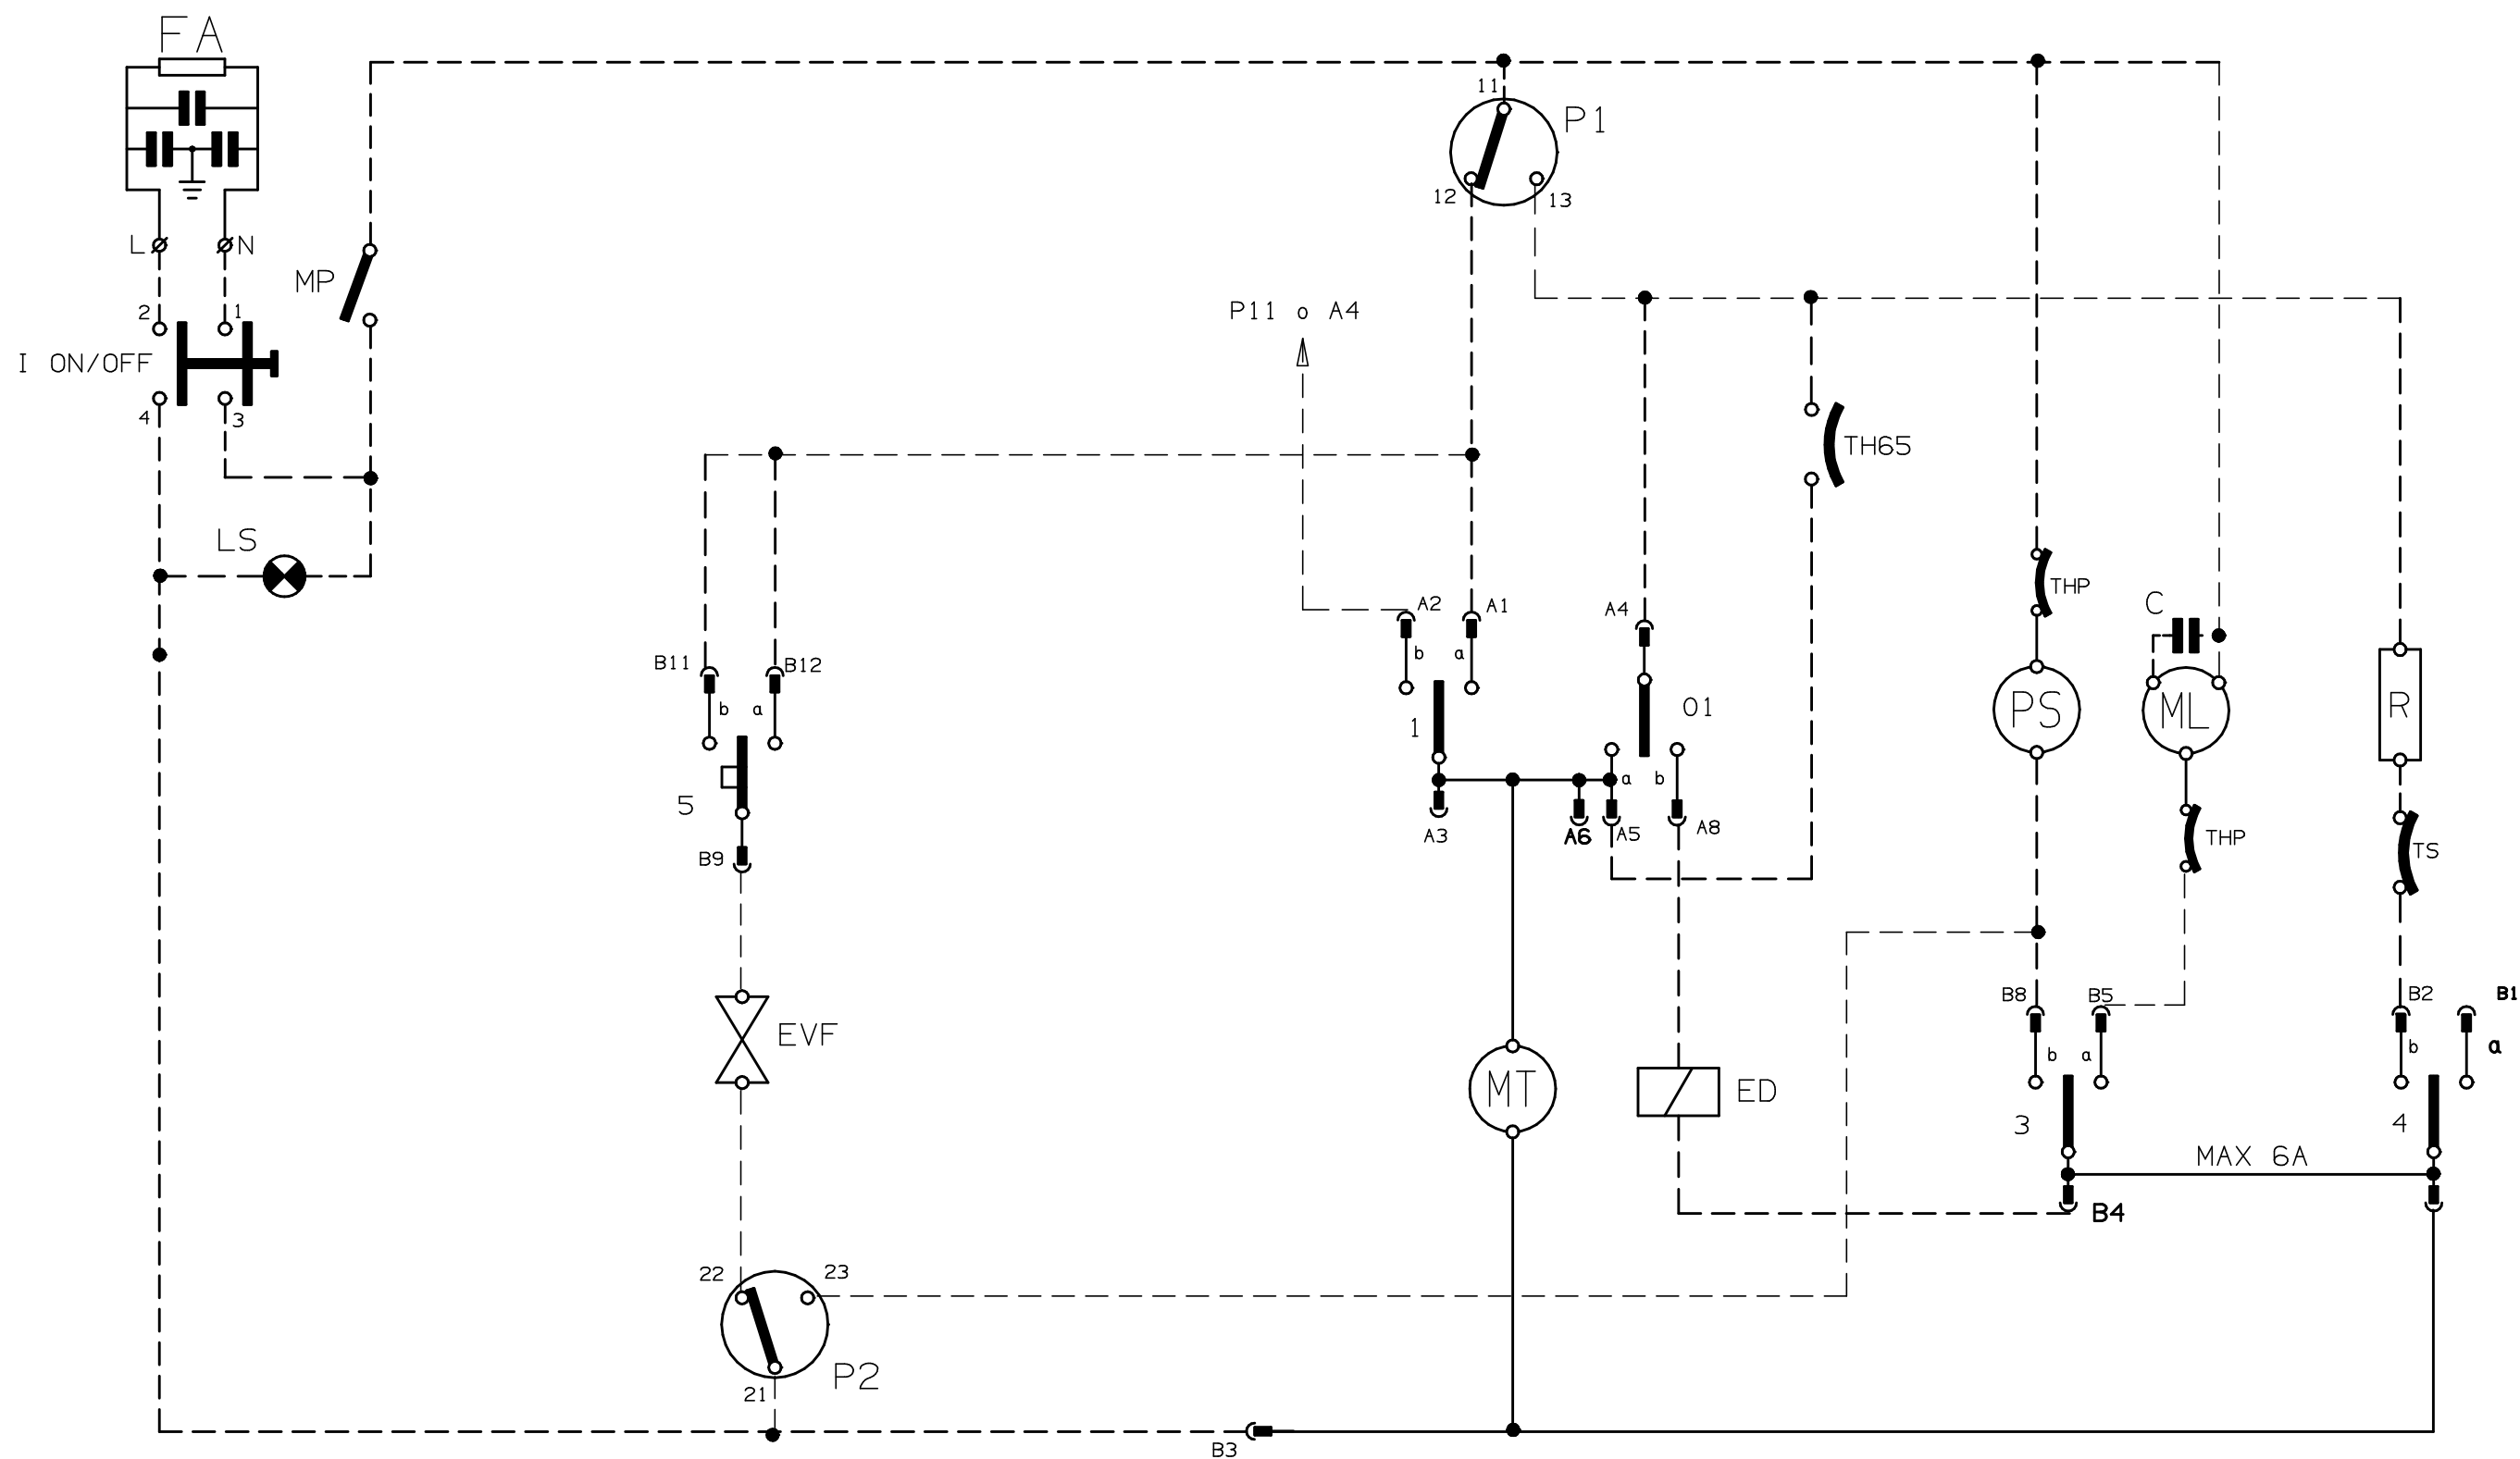 FA
11
P1
12
13
L
N
MP
2
1
P11 o A4
I ON/OFF
4
3
TH65
LS
THP
C
A2
A1
A4
b
a
B11
B12
b
a
O1
PS
ML
R
1
a
b
5
A3
A6
A5
A8
THP
TS
B9
B8
B5
B2
B1
EVF
b
a
b
a
MT
ED
3
4
MAX 6A
B4
22
23
P2
21
B3